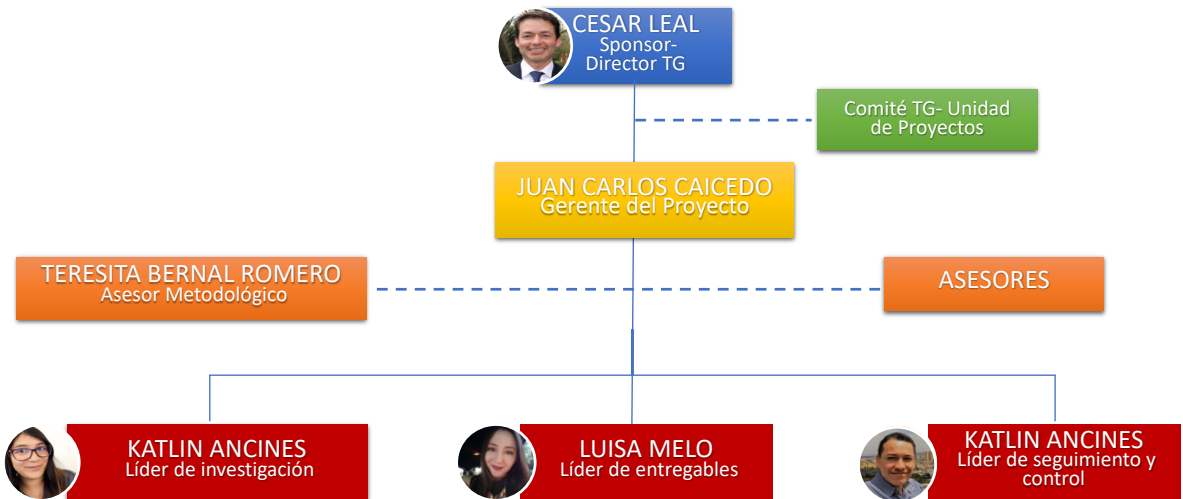 CESAR LEAL
Sponsor-
Director TG
Comité TG- Unidad
de Proyectos
JUAN CARLOS CAICEDO
Gerente del Proyecto
TERESITA BERNAL ROMERO
Asesor Metodológico
ASESORES
KATLIN ANCINES
Líder de investigación
LUISA MELO
Líder de entregables
KATLIN ANCINES
Líder de seguimiento y
control